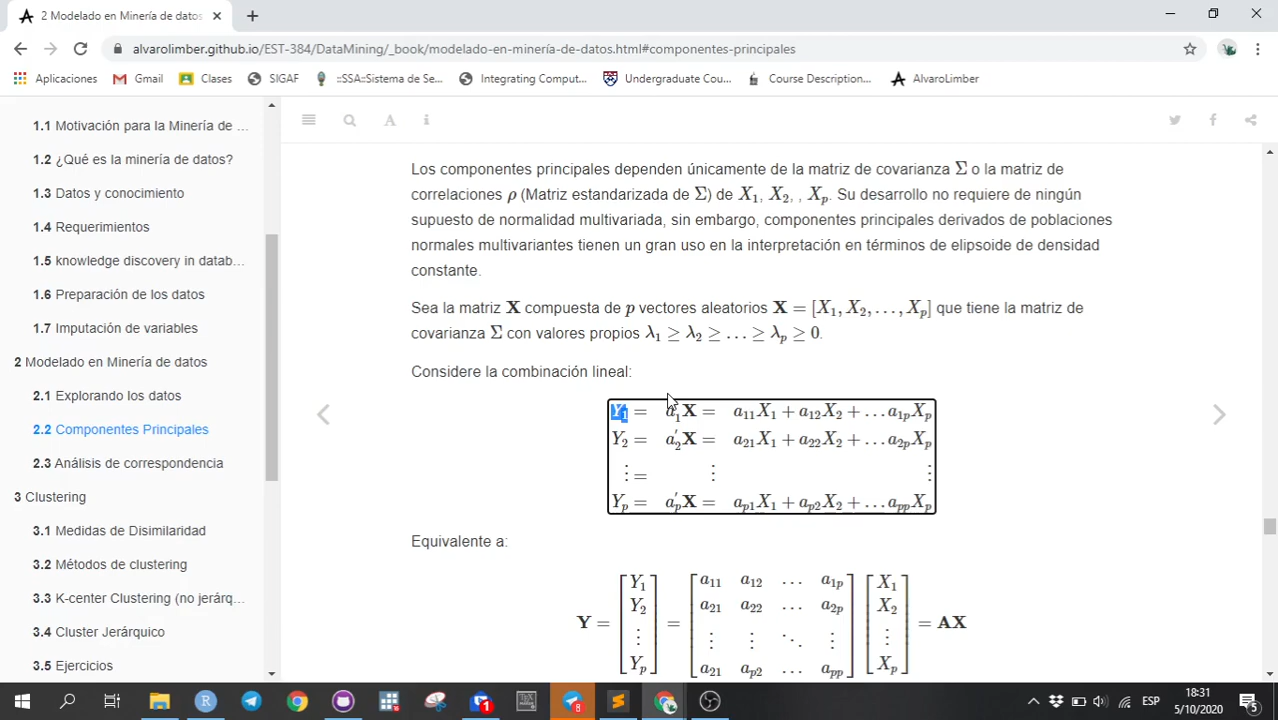 2 Modelado en Minería de datos
alvarolimber.github.io/EST-384/DataMining/_book/modelado-en-minería-de-datos.html#componentes-principales
Aplicaciones Gmail Clases SIGAF ::SSA::Sistema de Se... Integrating Comput... Undergraduate Cou... Course Description... AlvaroLimber
1.1 Motivación para la Minería de ...
1.2 ¿Qué es la minería de datos?
1.3 Datos y conocimiento
1.4 Requerimientos
1.5 knowledge discovery in datab...
1.6 Preparación de los datos
1.7 Imputación de variables
2 Modelado en Minería de datos
2.1 Explorando los datos
2.2 Componentes Principales
2.3 Análisis de correspondencia
3 Clustering
3.1 Medidas de Disimilaridad
3.2 Métodos de clustering
3.3 K-center Clustering (no jerárq...
3.4 Cluster Jerárquico
3.5 Ejercicios
Los componentes principales dependen únicamente de la matriz de covarianza Σ o la matriz de
correlaciones ρ (Matriz estandarizada de Σ) de X₁, X₂, , Xₚ. Su desarrollo no requiere de ningún
supuesto de normalidad multivariada, sin embargo, componentes principales derivados de poblaciones
normales multivariantes tienen un gran uso en la interpretación en términos de elipsoide de densidad
constante.
Sea la matriz X compuesta de p vectores aleatorios X = [X₁, X₂, …, Xₚ] que tiene la matriz de
covarianza Σ con valores propios λ₁ ≥ λ₂ ≥ … ≥ λₚ ≥ 0.
Considere la combinación lineal:
Y₁ = a′₁X = a₁₁X₁ + a₁₂X₂ + … a₁ₚXₚ
Y₂ = a′₂X = a₂₁X₁ + a₂₂X₂ + … a₂ₚXₚ
⋮ = ⋮ ⋮
Yₚ = a′ₚX = aₚ₁X₁ + aₚ₂X₂ + … aₚₚXₚ
Equivalente a:
Y₁ a₁₁ a₁₂ … a₁ₚ X₁
Y₂ a₂₁ a₂₂ … a₂ₚ X₂
Y = ⋮ = ⋮ ⋮ ⋱ ⋮ ⋮ = AX
Yₚ a₂₁ aₚ₂ … aₚₚ Xₚ
ESP
18:31
5/10/2020
8
1
5